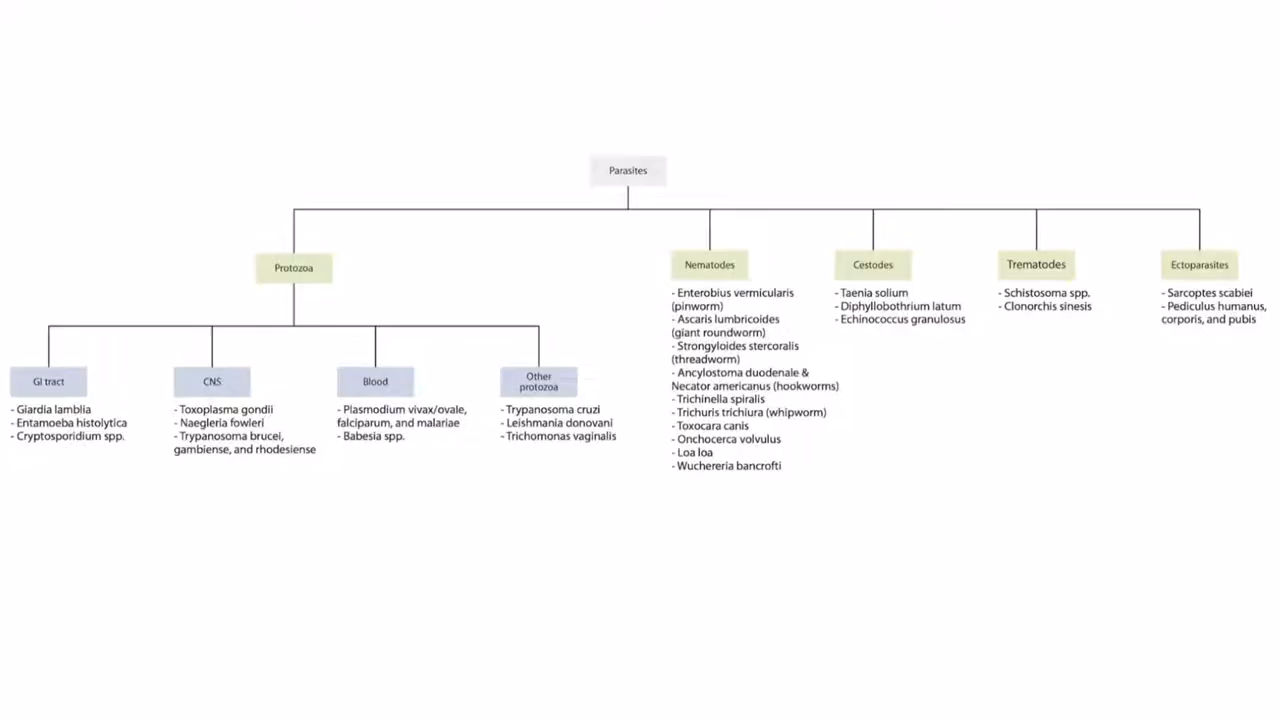 Parasites
Protozoa
GI tract
- Giardia lamblia
- Entamoeba histolytica
- Cryptosporidium spp.
CNS
- Toxoplasma gondii
- Naegleria fowleri
- Trypanosoma brucei,
gambiense, and rhodesiense
Blood
- Plasmodium vivax/ovale,
falciparum, and malariae
- Babesia spp.
Other
protozoa
- Trypanosoma cruzi
- Leishmania donovani
- Trichomonas vaginalis
Nematodes
- Enterobius vermicularis
(pinworm)
- Ascaris lumbricoides
(giant roundworm)
- Strongyloides stercoralis
(threadworm)
- Ancylostoma duodenale &
Necator americanus (hookworms)
- Trichinella spiralis
- Trichuris trichiura (whipworm)
- Toxocara canis
- Onchocerca volvulus
- Loa loa
- Wuchereria bancrofti
Cestodes
- Taenia solium
- Diphyllobothrium latum
- Echinococcus granulosus
Trematodes
- Schistosoma spp.
- Clonorchis sinesis
Ectoparasites
- Sarcoptes scabiei
- Pediculus humanus,
corporis, and pubis